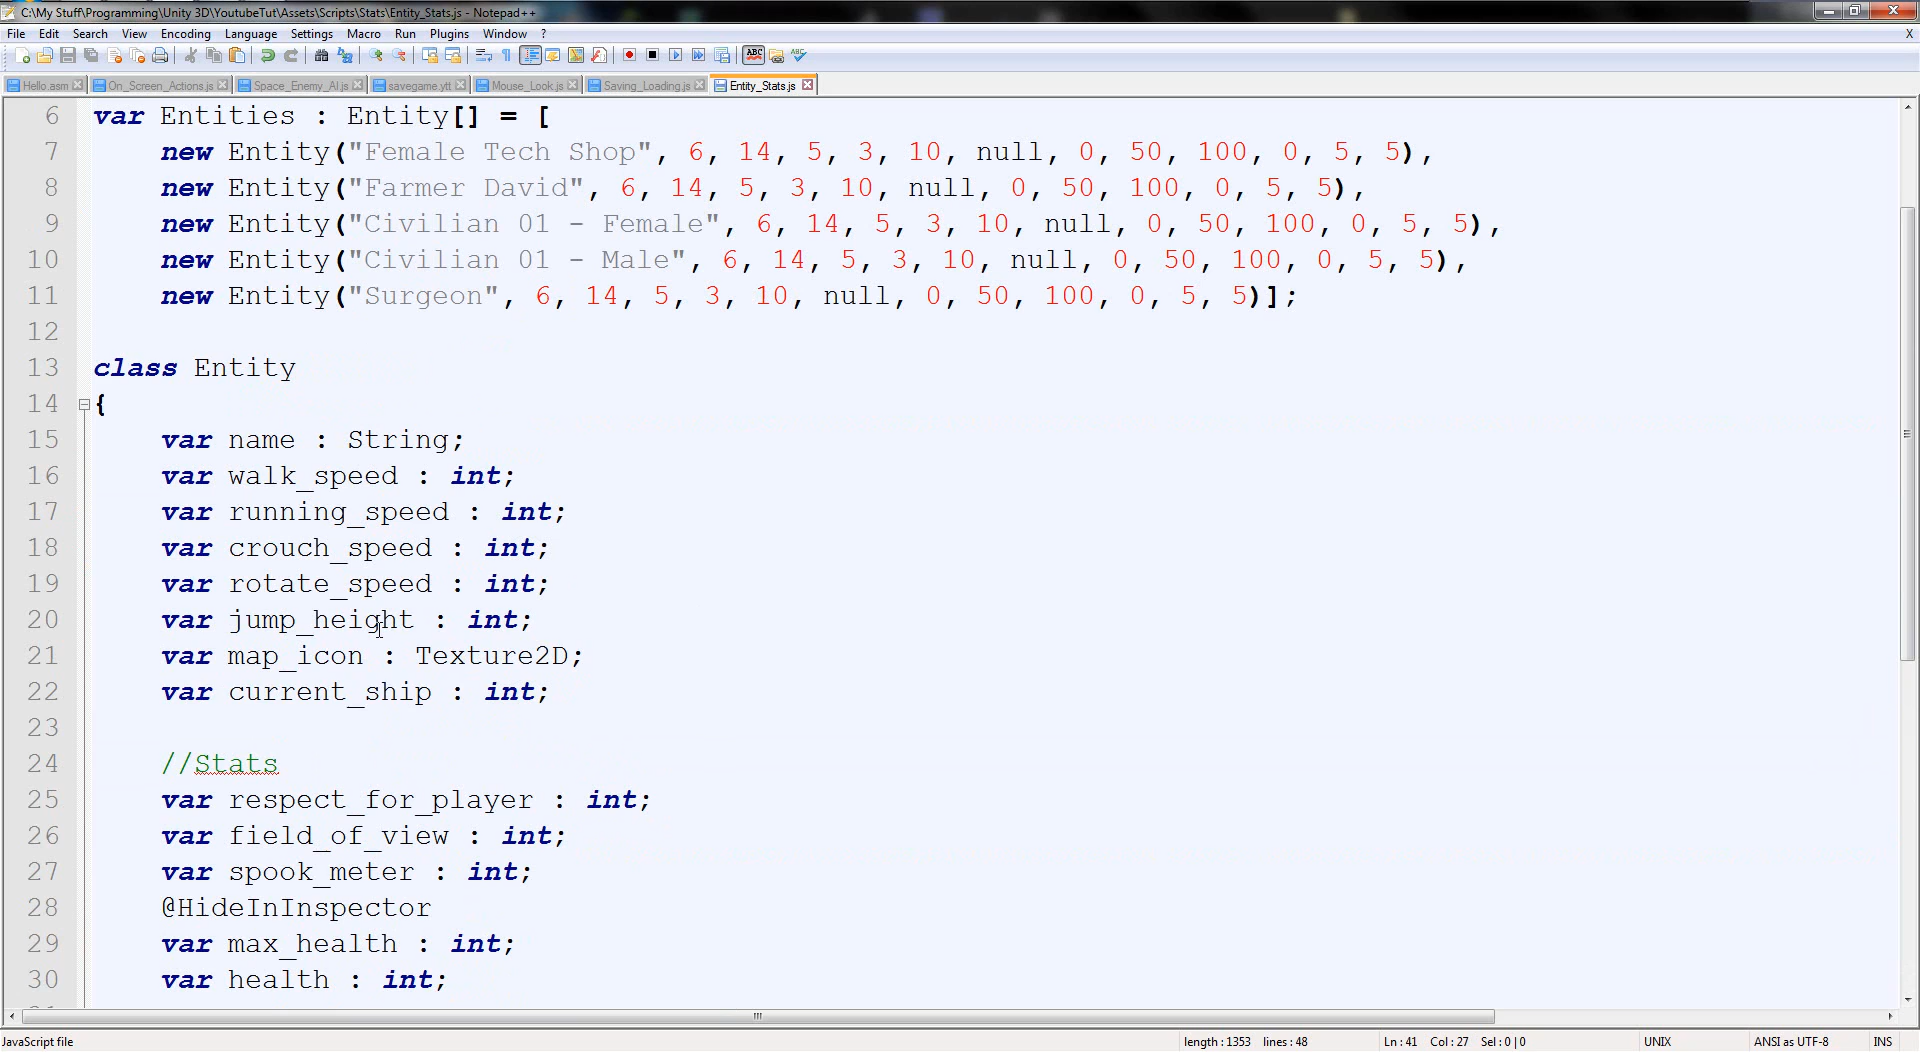 C:\My Stuff\Programming\Unity 3D\YoutubeTut\Assets\Scripts\Stats\Entity_Stats.js - Notepad++
File Edit Search View Encoding Language Settings Macro Run Plugins Window ? X
Hello.asm On_Screen_Actions.js Space_Enemy_AI.js savegame.ytt Mouse_Look.js Saving_Loading.js Entity_Stats.js
6 var Entities : Entity[] = [
7 new Entity("Female Tech Shop", 6, 14, 5, 3, 10, null, 0, 50, 100, 0, 5, 5),
8 new Entity("Farmer David", 6, 14, 5, 3, 10, null, 0, 50, 100, 0, 5, 5),
9 new Entity("Civilian 01 - Female", 6, 14, 5, 3, 10, null, 0, 50, 100, 0, 5, 5),
10 new Entity("Civilian 01 - Male", 6, 14, 5, 3, 10, null, 0, 50, 100, 0, 5, 5),
11 new Entity("Surgeon", 6, 14, 5, 3, 10, null, 0, 50, 100, 0, 5, 5)];
12
13 class Entity
14 {
15 var name : String;
16 var walk_speed : int;
17 var running_speed : int;
18 var crouch_speed : int;
19 var rotate_speed : int;
20 var jump_height : int;
21 var map_icon : Texture2D;
22 var current_ship : int;
23
24 //Stats
25 var respect_for_player : int;
26 var field_of_view : int;
27 var spook_meter : int;
28 @HideInInspector
29 var max_health : int;
30 var health : int;
JavaScript file length : 1353 lines : 48 Ln : 41 Col : 27 Sel : 0 | 0 UNIX ANSI as UTF-8 INS